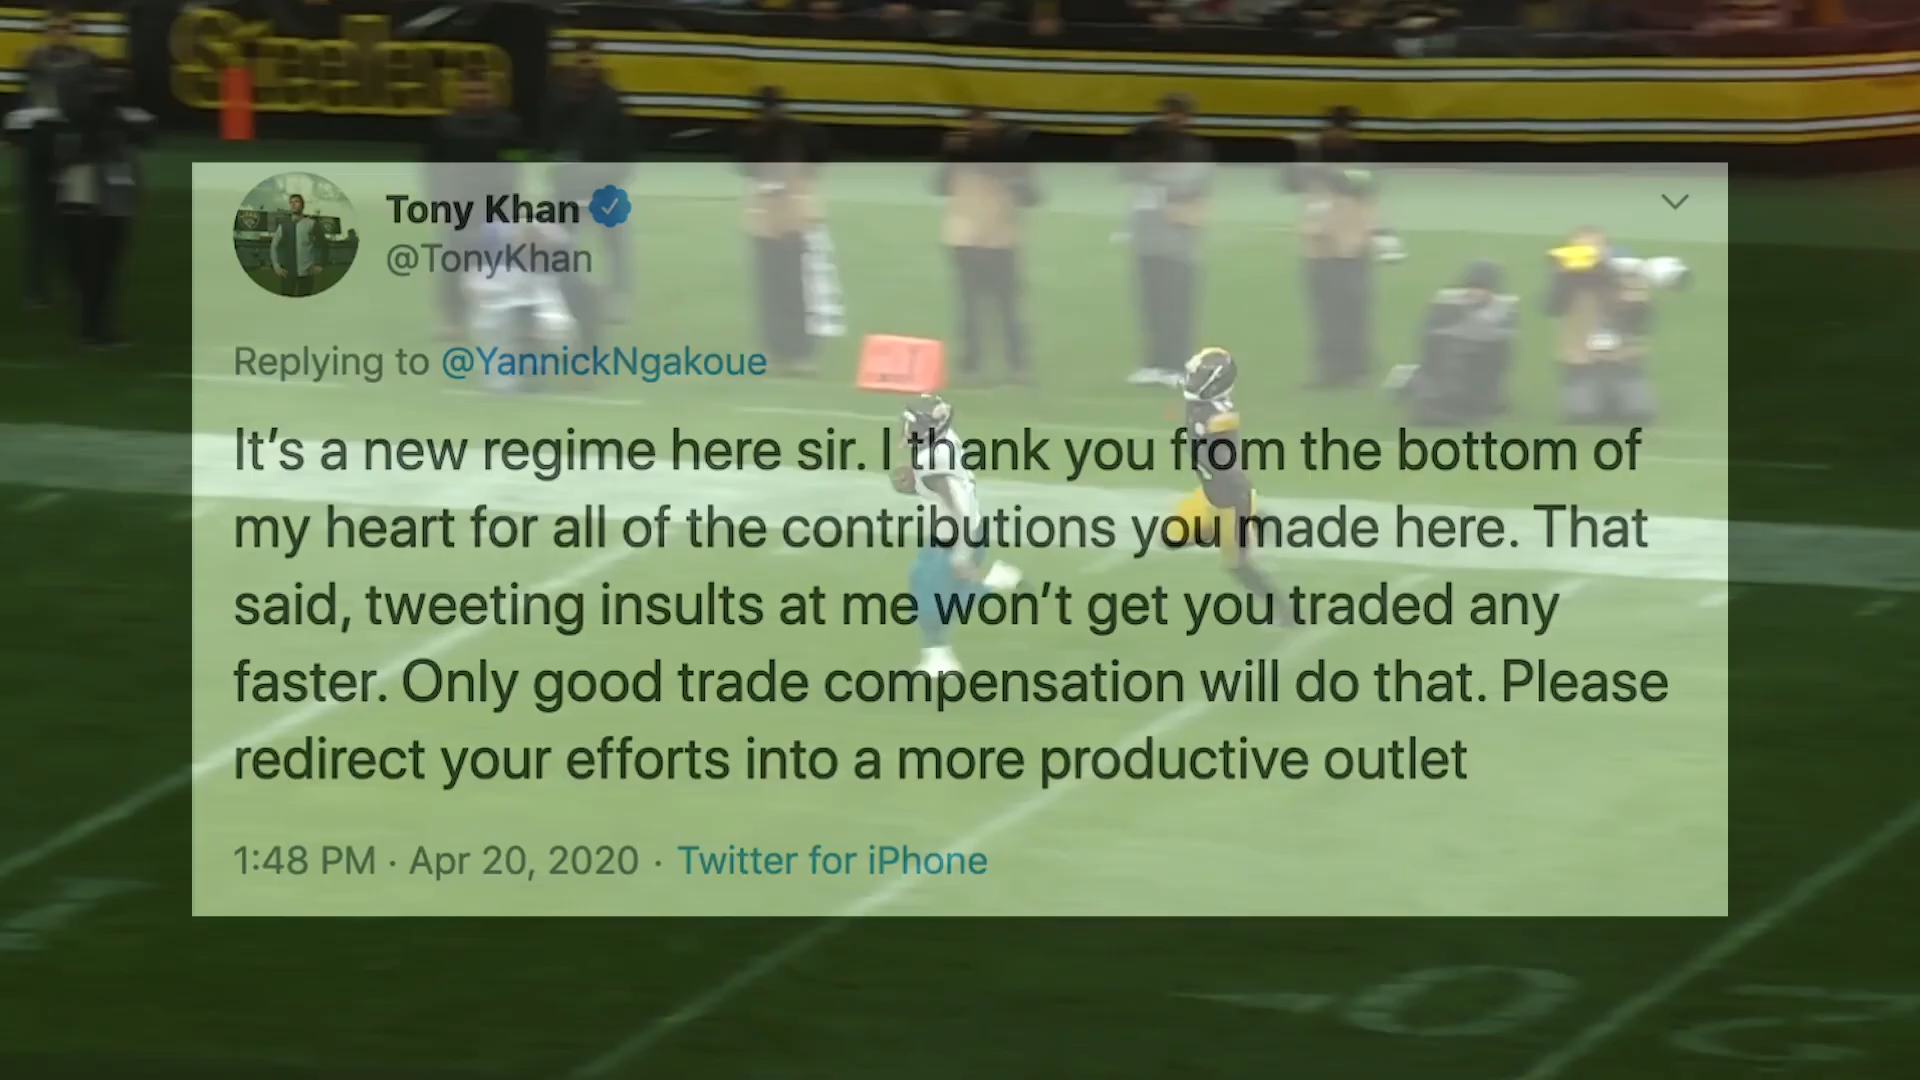 Steelers
Tony Khan
@TonyKhan
Replying to @YannickNgakoue
It's a new regime here sir. I thank you from the bottom of
my heart for all of the contributions you made here. That
said, tweeting insults at me won't get you traded any
faster. Only good trade compensation will do that. Please
redirect your efforts into a more productive outlet
1:48 PM · Apr 20, 2020 · Twitter for iPhone